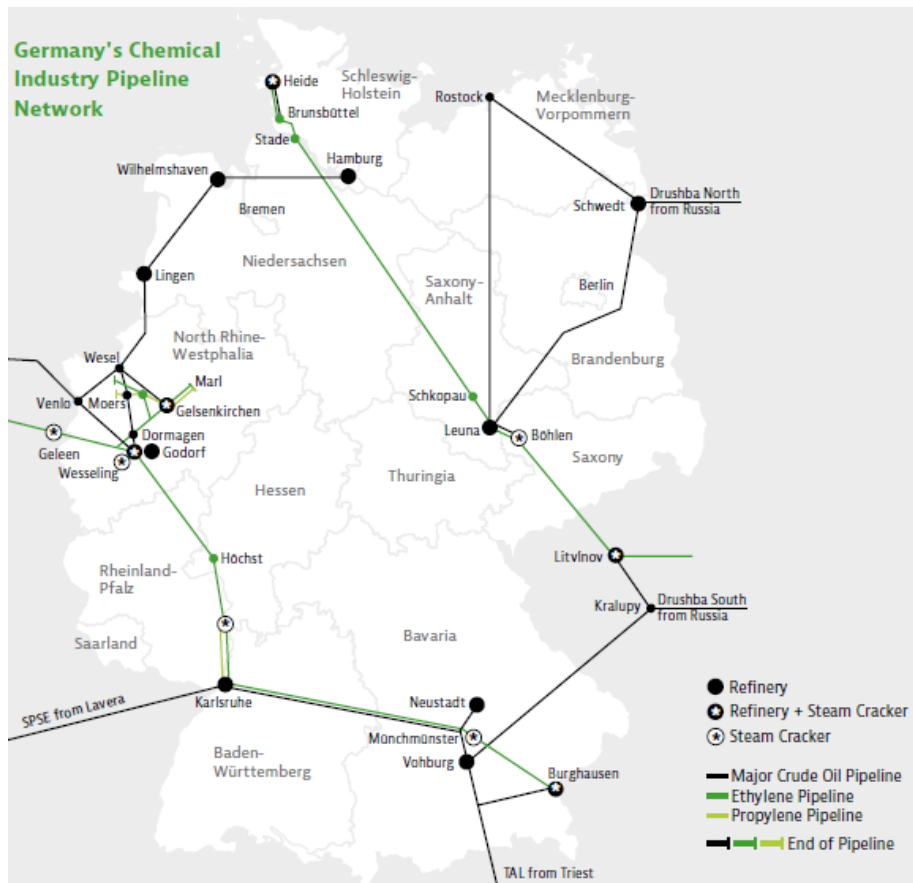 Germany's Chemical
Industry Pipeline
Network
Heide
Schleswig-
Holstein
Brunsbüttel
Stade
Rostock
Mecklenburg-
Vorpommern
Hamburg
Wilhelmshaven
Bremen
Schwedt
Drushba North
from Russia
Niedersachsen
Lingen
Saxony-
Anhalt
Berlin
North Rhine-
Westphalia
Brandenburg
Wesel
Marl
Venlo
Moers
Gelsenkirchen
Schkopau
Leuna
Böhlen
Dormagen
Geleen
Godorf
Wesseling
Saxony
Thuringia
Hessen
Höchst
Litvlnov
Rheinland-
Pfalz
Kralupy
Drushba South
from Russia
Saarland
Bavaria
SPSE from Lavera
Karlsruhe
Neustadt
Münchmünster
Baden-
Württemberg
Vohburg
Burghausen
TAL from Triest
Refinery
Refinery + Steam Cracker
Steam Cracker
Major Crude Oil Pipeline
Ethylene Pipeline
Propylene Pipeline
End of Pipeline